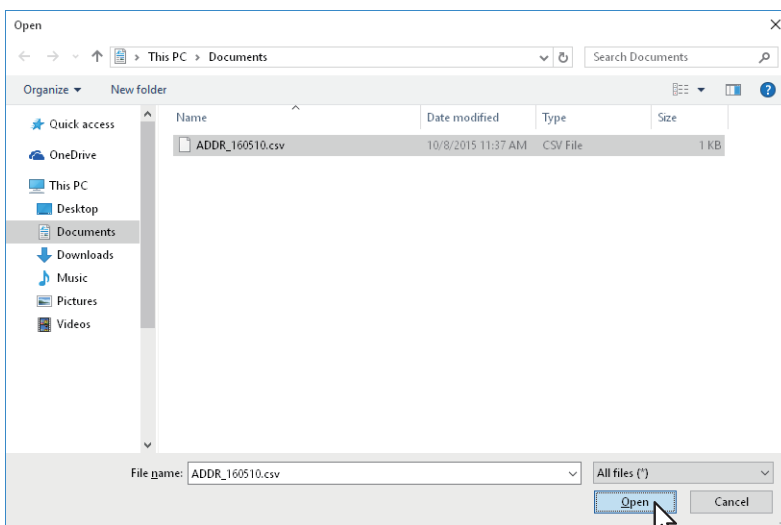 Open
This PC > Documents
Search Documents
Organize
New folder
Name
Date modified
Type
Size
ADDR_160510.csv
10/8/2015 11:37 AM
CSV File
1 KB
Quick access
OneDrive
This PC
Desktop
Documents
Downloads
Music
Pictures
Videos
File name:
ADDR_160510.csv
All files (*)
Open
Cancel